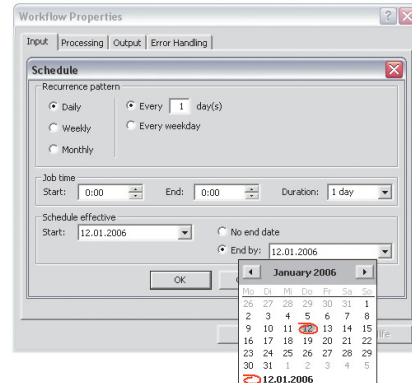 Workflow Properties
Input Processing Output Error Handling
Schedule
Recurrence pattern
Daily Every 1 day(s)
Weekly Every weekday
Monthly
Job time
Start: 0:00 End: 0:00 Duration: 1 day
Schedule effective
Start: 12.01.2006 No end date
End by: 12.01.2006
OK
January 2006
Mo Di Mi Do Fr Sa So
26 27 28 29 30 31 1
2 3 4 5 6 7 8
9 10 11 12 13 14 15
16 17 18 19 20 21 22
23 24 25 26 27 28 29
30 31 1 2 3 4 5
12.01.2006